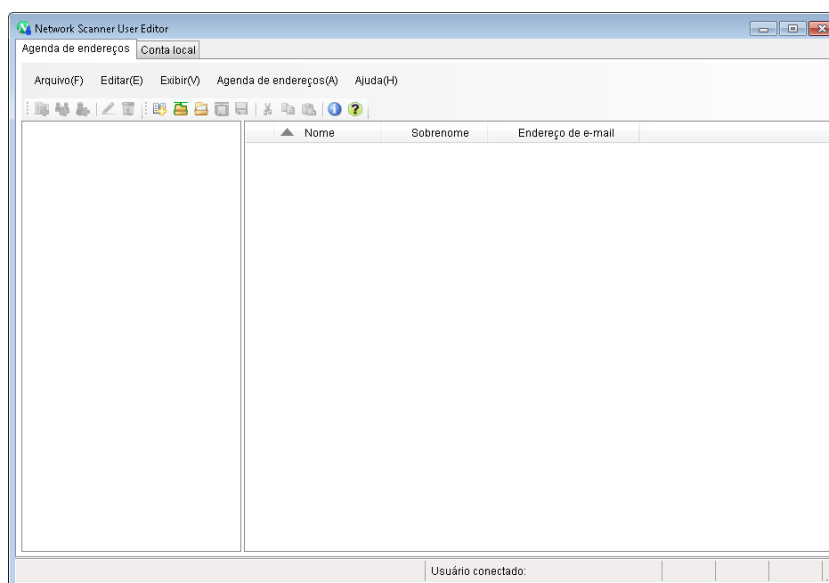 Network Scanner User Editor
Agenda de endereços Conta local
Arquivo(F) Editar(E) Exibir(V) Agenda de endereços(A) Ajuda(H)
Nome Sobrenome Endereço de e-mail
Usuário conectado: